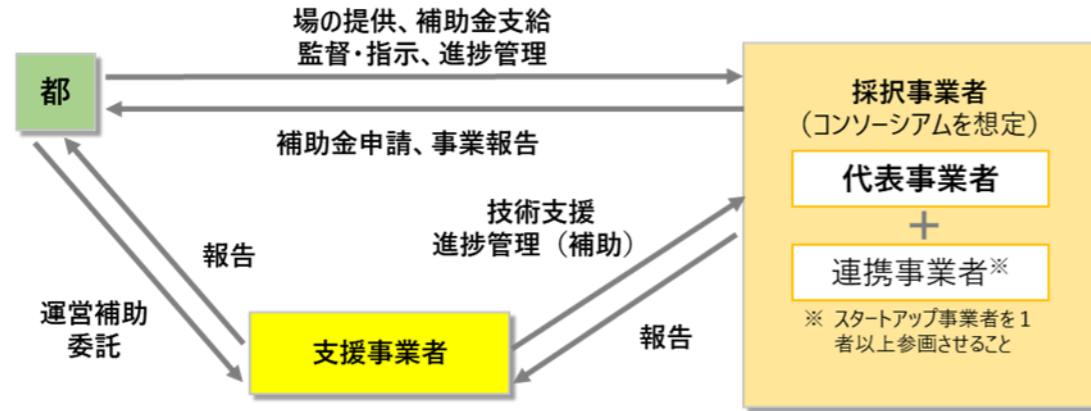 場の提供、補助金支給
監督・指示、進捗管理
都
補助金申請、事業報告
採択事業者
（コンソーシアムを想定）
代表事業者
＋
連携事業者※
※ スタートアップ事業者を1
者以上参画させること
技術支援
進捗管理（補助）
報告
報告
運営補助
委託
支援事業者